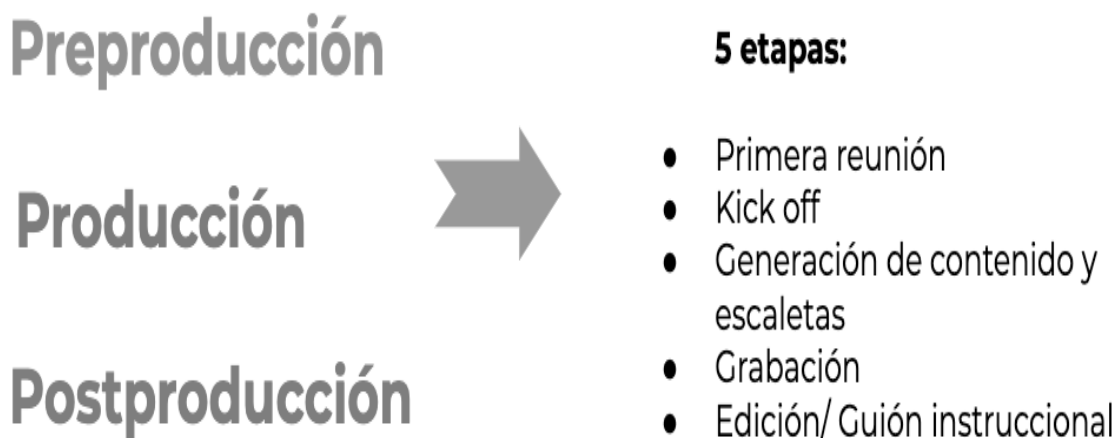 Preproducción
Producción
Postproducción
5 etapas:
● Primera reunión
● Kick off
● Generación de contenido y
escaletas
● Grabación
● Edición/ Guión instruccional